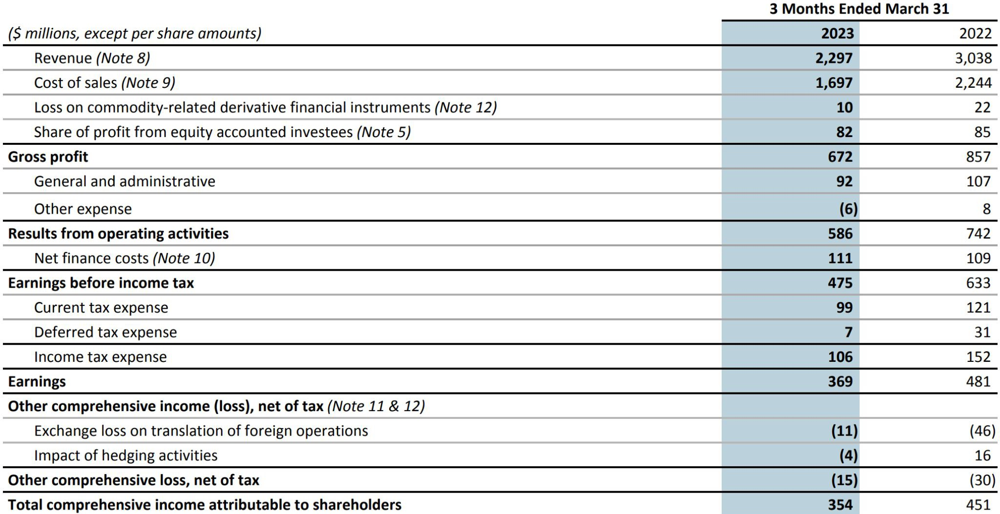 3 Months Ended March 31
($ millions, except per share amounts) 2023 2022
Revenue (Note 8) 2,297 3,038
Cost of sales (Note 9) 1,697 2,244
Loss on commodity-related derivative financial instruments (Note 12) 10 22
Share of profit from equity accounted investees (Note 5) 82 85
Gross profit 672 857
General and administrative 92 107
Other expense (6) 8
Results from operating activities 586 742
Net finance costs (Note 10) 111 109
Earnings before income tax 475 633
Current tax expense 99 121
Deferred tax expense 7 31
Income tax expense 106 152
Earnings 369 481
Other comprehensive income (loss), net of tax (Note 11 & 12)
Exchange loss on translation of foreign operations (11) (46)
Impact of hedging activities (4) 16
Other comprehensive loss, net of tax (15) (30)
Total comprehensive income attributable to shareholders 354 451